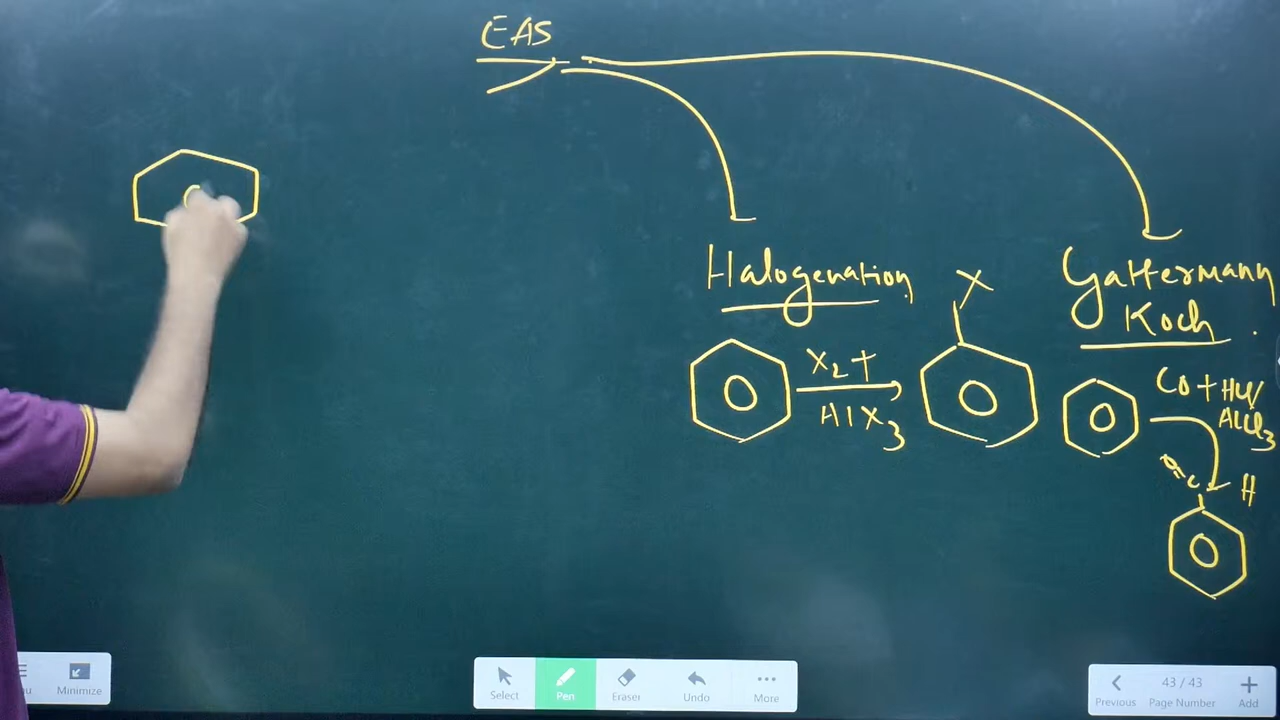 EAS
Halogenation
X
Gattermann
Koch
X2 +
AlX3
CO + HCl/
AlCl3
O=C
H
Minimize
Select
Pen
Eraser
Undo
More
Previous
43 / 43
Page Number
Add